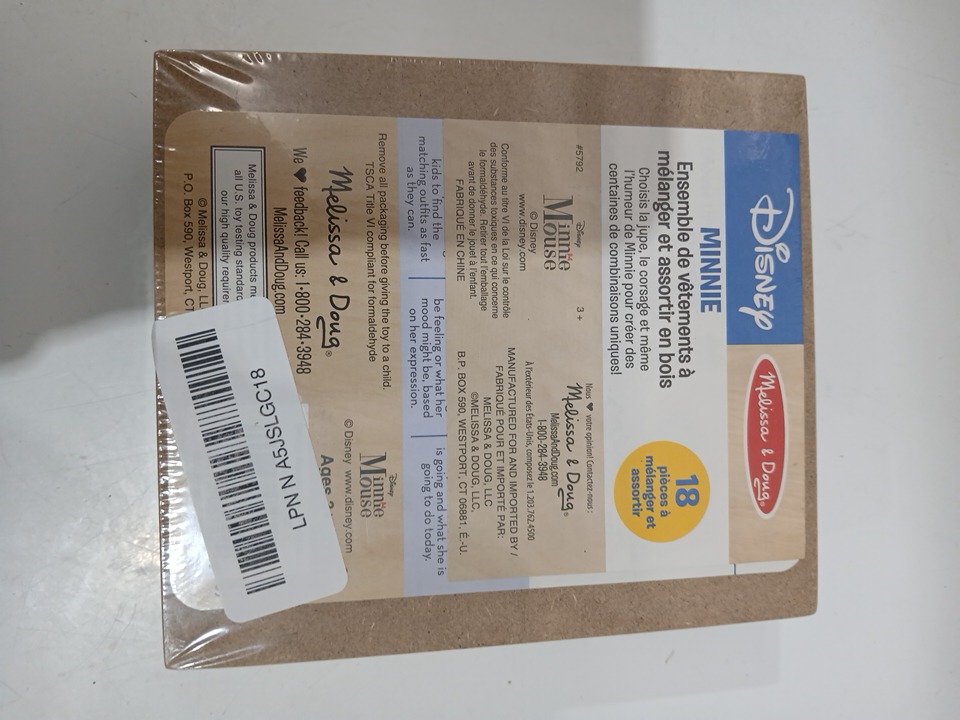 Disney
Melissa & Doug
MINNIE
Ensemble de vêtements à
mélanger et assortir en bois
Choisis la jupe, le corsage et même
l'humeur de Minnie pour créer des
centaines de combinaisons uniques!
18
pièces à
mélanger et
assortir
#5792
3 +
Disney
Minnie
Mouse
© Disney
www.disney.com
Conforme au titre VI de la Loi sur le contrôle
des substances toxiques en ce qui concerne
le formaldéhyde. Retirer tout l'emballage
avant de donner le jouet à l'enfant.
FABRIQUÉ EN CHINE
Nous ♥ votre opinion! Contactez-nous :
Melissa & Doug®
MelissaAndDoug.com
1-800-284-3948
À l'extérieur des États-Unis, composez le 1.203.762.4500
MANUFACTURED FOR AND IMPORTED BY /
FABRIQUÉ POUR ET IMPORTÉ PAR:
MELISSA & DOUG, LLC
©MELISSA & DOUG, LLC,
B.P. BOX 590, WESTPORT, CT 06881, É.-U.
kids to find the
matching outfits as fast
as they can.
be feeling or what her
mood might be, based
on her expression.
is going and what she is
going to do today.
Remove all packaging before giving the toy to a child.
TSCA Title VI compliant for formaldehyde
Melissa & Doug®
We ♥ feedback! Call us: 1-800-284-3948
MelissaAndDoug.com
Disney
Minnie
Mouse
© Disney www.disney.com
Ages
Melissa & Doug products
all U.S. toy testing
our high quality
© Melissa & Doug,
P.O. Box 590, Westport, CT
LPN N A5JSLGC18